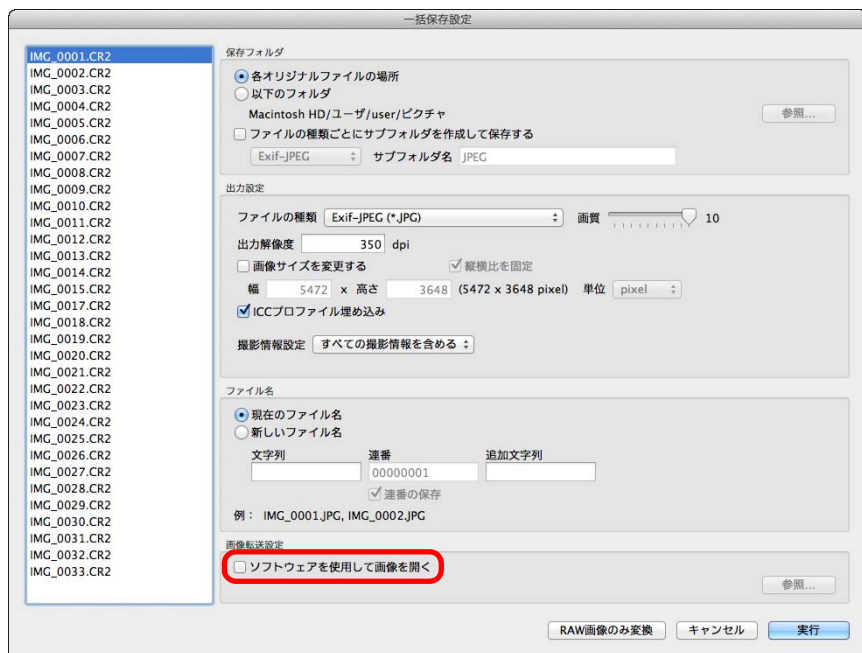 一括保存設定
IMG_0001.CR2
IMG_0002.CR2
IMG_0003.CR2
IMG_0004.CR2
IMG_0005.CR2
IMG_0006.CR2
IMG_0007.CR2
IMG_0008.CR2
IMG_0009.CR2
IMG_0010.CR2
IMG_0011.CR2
IMG_0012.CR2
IMG_0013.CR2
IMG_0014.CR2
IMG_0015.CR2
IMG_0017.CR2
IMG_0018.CR2
IMG_0019.CR2
IMG_0020.CR2
IMG_0021.CR2
IMG_0022.CR2
IMG_0023.CR2
IMG_0024.CR2
IMG_0025.CR2
IMG_0026.CR2
IMG_0027.CR2
IMG_0028.CR2
IMG_0029.CR2
IMG_0030.CR2
IMG_0031.CR2
IMG_0032.CR2
IMG_0033.CR2
保存フォルダ
各オリジナルファイルの場所
以下のフォルダ
Macintosh HD/ユーザ/user/ピクチャ 参照...
ファイルの種類ごとにサブフォルダを作成して保存する
Exif-JPEG サブフォルダ名 JPEG
出力設定
ファイルの種類 Exif-JPEG (*.JPG) 画質 10
出力解像度 350 dpi
画像サイズを変更する 縦横比を固定
幅 5472 x 高さ 3648 (5472 x 3648 pixel) 単位 pixel
ICCプロファイル埋め込み
撮影情報設定 すべての撮影情報を含める
ファイル名
現在のファイル名
新しいファイル名
文字列 連番 追加文字列
00000001
連番の保存
例： IMG_0001.JPG, IMG_0002.JPG
画像転送設定
ソフトウェアを使用して画像を開く
参照...
RAW画像のみ変換 キャンセル 実行